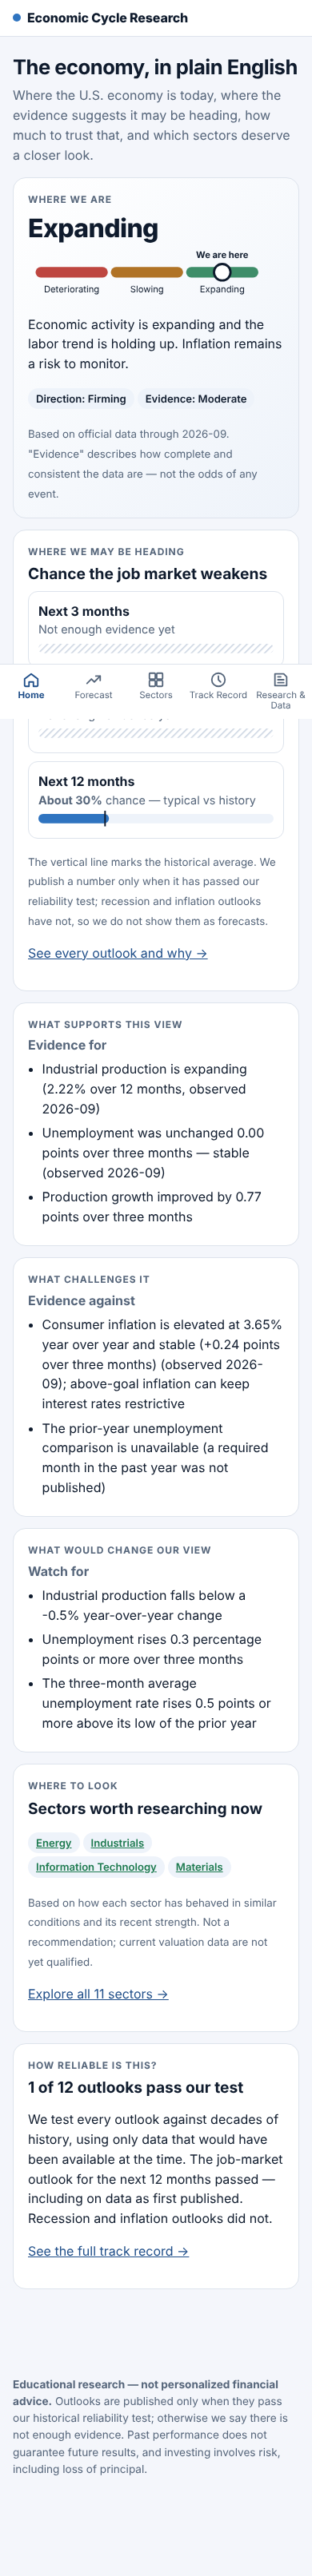 Economic Cycle Research
The economy, in plain English
Where the U.S. economy is today, where the
evidence suggests it may be heading, how
much to trust that, and which sectors deserve
a closer look.
WHERE WE ARE
Expanding
We are here
Deteriorating
Slowing
Expanding
Economic activity is expanding and the
labor trend is holding up. Inflation remains
a risk to monitor.
Direction: Firming
Evidence: Moderate
Based on official data through 2026-09.
"Evidence" describes how complete and
consistent the data are — not the odds of any
event.
WHERE WE MAY BE HEADING
Chance the job market weakens
Next 3 months
Not enough evidence yet
Home
Forecast
Sectors
Track Record
Research &
Data
Next 12 months
About 30% chance — typical vs history
The vertical line marks the historical average. We
publish a number only when it has passed our
reliability test; recession and inflation outlooks
have not, so we do not show them as forecasts.
See every outlook and why →
WHAT SUPPORTS THIS VIEW
Evidence for
• Industrial production is expanding
(2.22% over 12 months, observed
2026-09)
• Unemployment was unchanged 0.00
points over three months — stable
(observed 2026-09)
• Production growth improved by 0.77
points over three months
WHAT CHALLENGES IT
Evidence against
• Consumer inflation is elevated at 3.65%
year over year and stable (+0.24 points
over three months) (observed 2026-
09); above-goal inflation can keep
interest rates restrictive
• The prior-year unemployment
comparison is unavailable (a required
month in the past year was not
published)
WHAT WOULD CHANGE OUR VIEW
Watch for
• Industrial production falls below a
-0.5% year-over-year change
• Unemployment rises 0.3 percentage
points or more over three months
• The three-month average
unemployment rate rises 0.5 points or
more above its low of the prior year
WHERE TO LOOK
Sectors worth researching now
Energy
Industrials
Information Technology
Materials
Based on how each sector has behaved in similar
conditions and its recent strength. Not a
recommendation; current valuation data are not
yet qualified.
Explore all 11 sectors →
HOW RELIABLE IS THIS?
1 of 12 outlooks pass our test
We test every outlook against decades of
history, using only data that would have
been available at the time. The job-market
outlook for the next 12 months passed —
including on data as first published.
Recession and inflation outlooks did not.
See the full track record →
Educational research — not personalized financial
advice. Outlooks are published only when they pass
our historical reliability test; otherwise we say there is
not enough evidence. Past performance does not
guarantee future results, and investing involves risk,
including loss of principal.